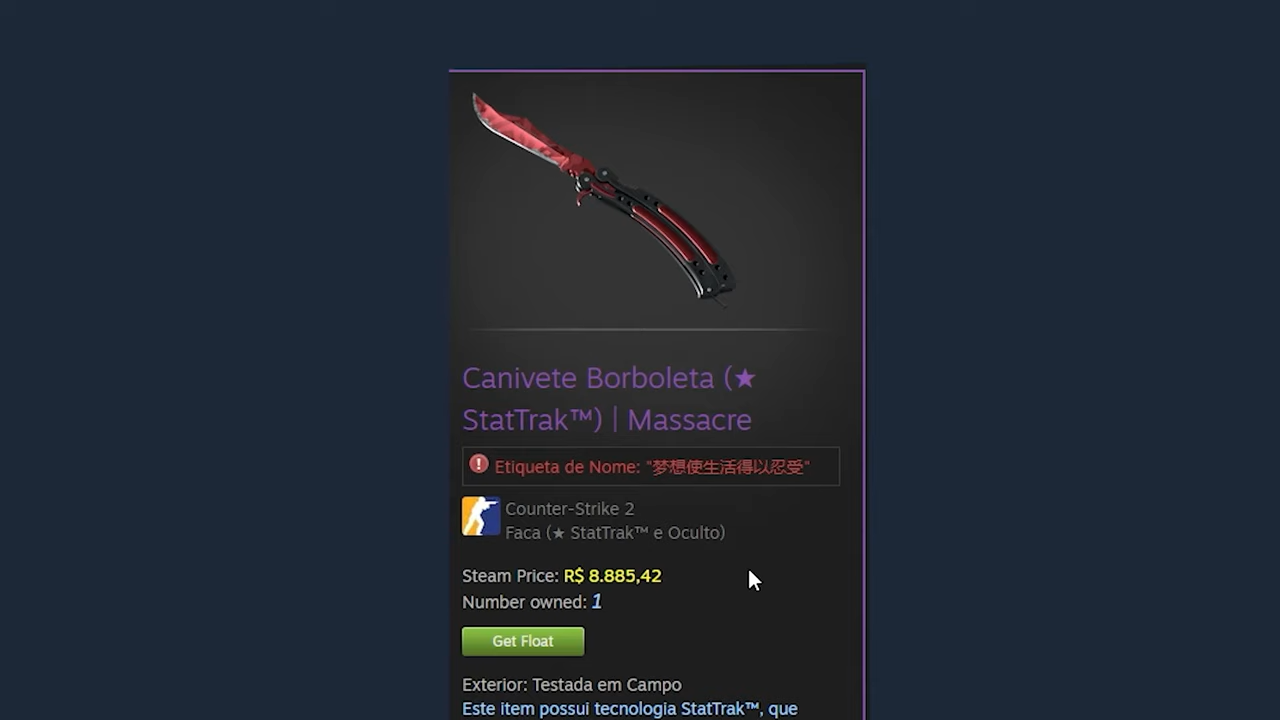 Canivete Borboleta (★
StatTrak™) | Massacre
Etiqueta de Nome: "梦想使生活得以忍受"
Counter-Strike 2
Faca (★ StatTrak™ e Oculto)
Steam Price: R$ 8.885,42
Number owned: 1
Get Float
Exterior: Testada em Campo
Este item possui tecnologia StatTrak™, que